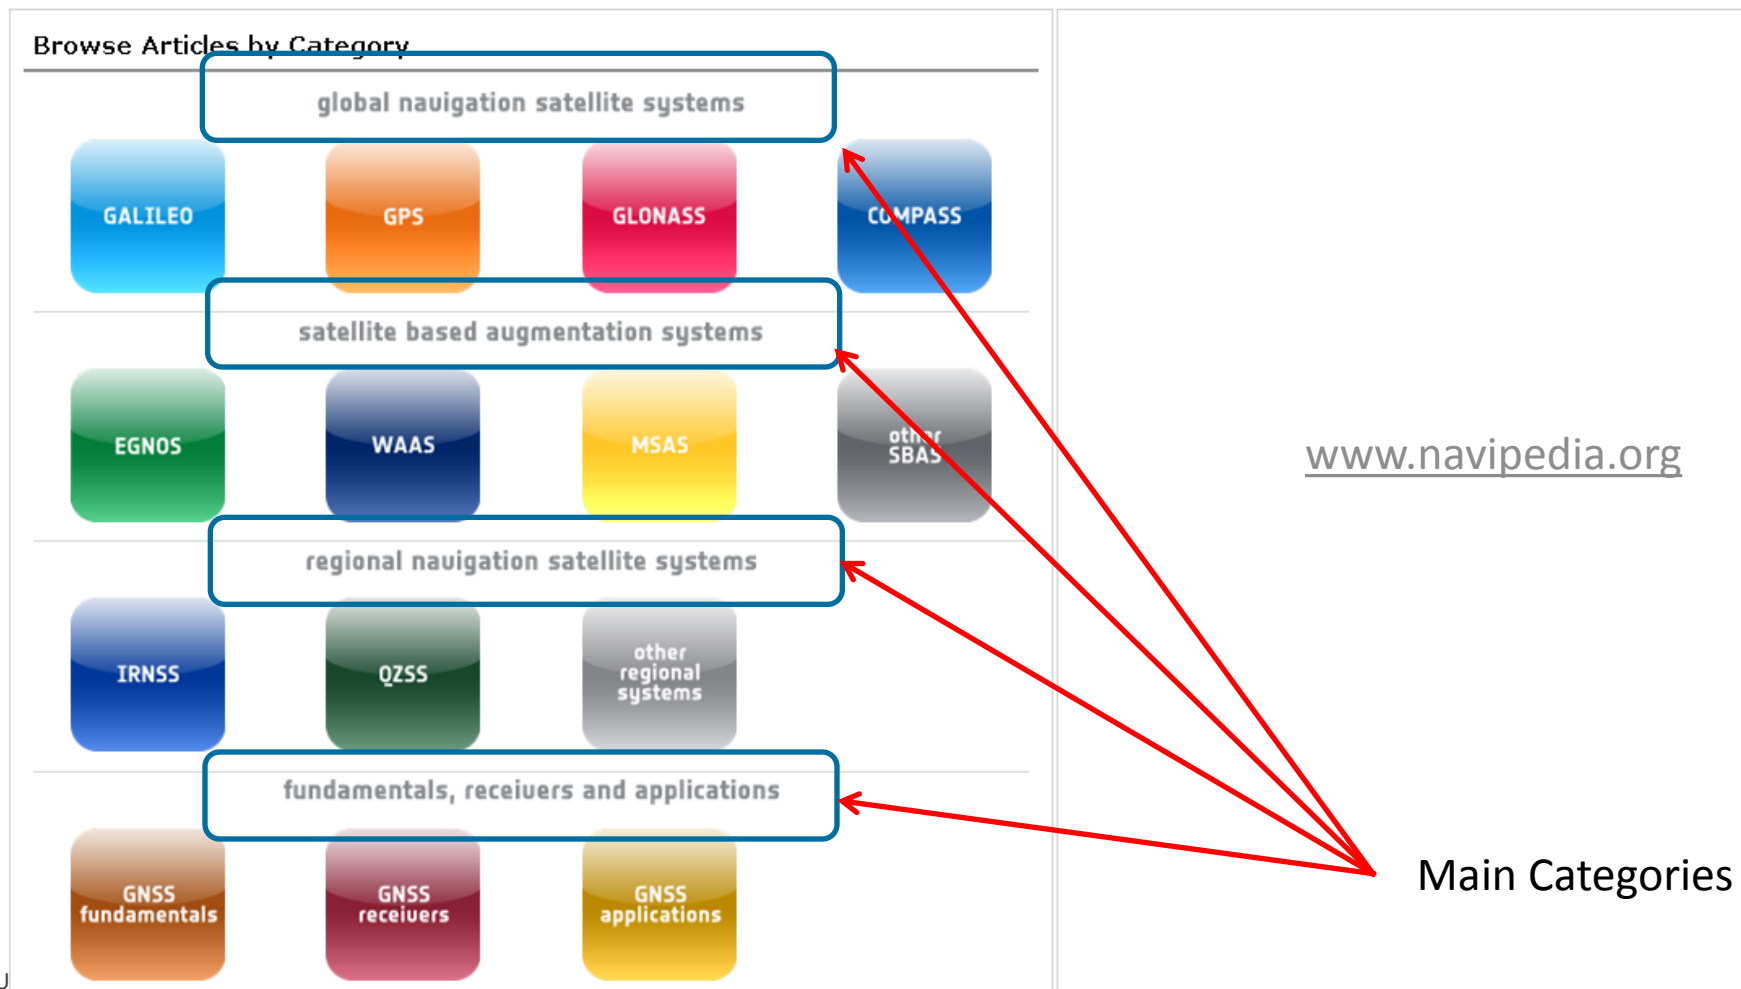 Browse Articles by Category
global navigation satellite systems
GALILEO
GPS
GLONASS
COMPASS
satellite based augmentation systems
EGNOS
WAAS
MSAS
other
SBAS
www.navipedia.org
regional navigation satellite systems
IRNSS
QZSS
other
regional
systems
fundamentals, receivers and applications
GNSS
fundamentals
GNSS
receivers
GNSS
applications
Main Categories